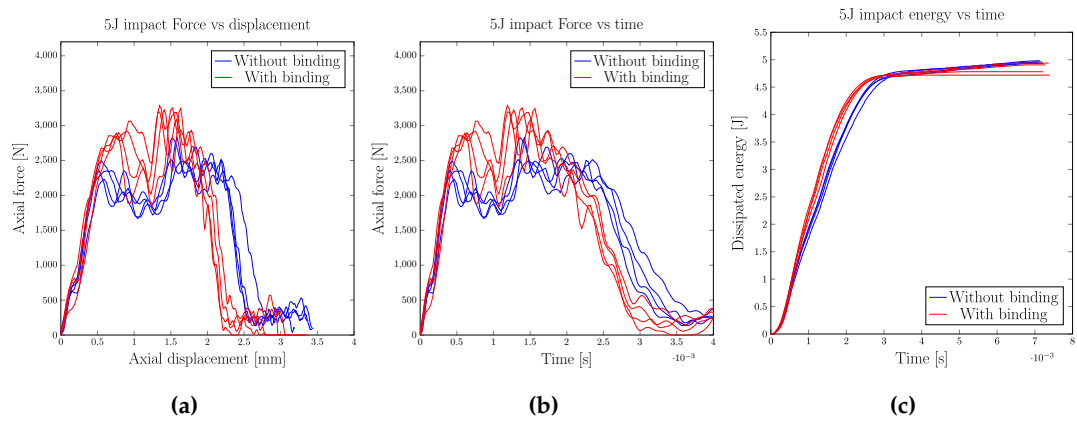 5J impact Force vs displacement
4,000
3,500
3,000
2,500
2,000
1,500
1,000
500
0
Axial force [N]
Without binding
With binding
0 0.5 1 1.5 2 2.5 3 3.5 4
Axial displacement [mm]
(a)
5J impact Force vs time
4,000
3,500
3,000
2,500
2,000
1,500
1,000
500
0
Axial force [N]
Without binding
With binding
0 0.5 1 1.5 2 2.5 3 3.5 4
Time [s]
·10⁻³
(b)
5J impact energy vs time
5.5
5
4.5
4
3.5
3
2.5
2
1.5
1
0.5
0
Dissipated energy [J]
Without binding
With binding
0 1 2 3 4 5 6 7 8
Time [s]
·10⁻³
(c)